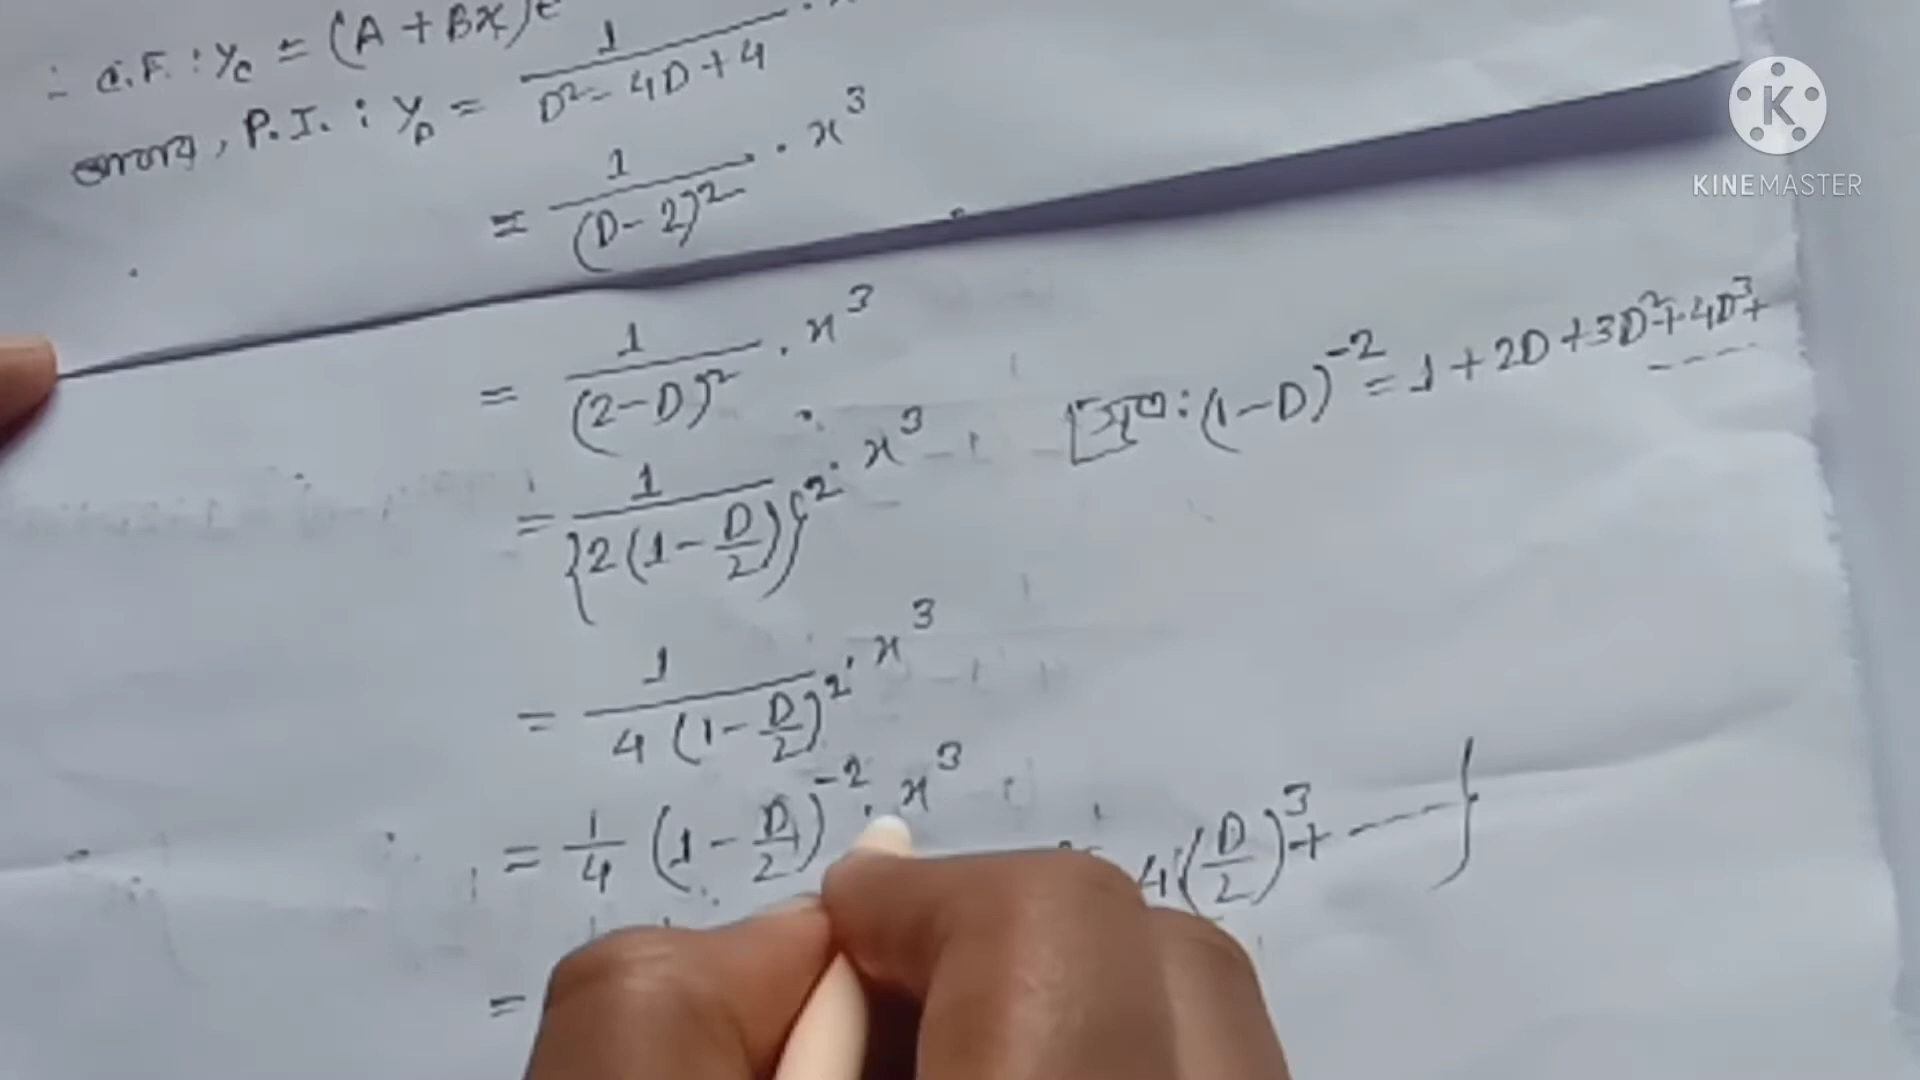 ∴ C.F. : y_c = (A + Bx)e
আবার, P.I. : y_p = 1/(D² - 4D + 4) ·
= 1/(D-2)² · x³
= 1/(2-D)² · x³
[সূত্র : (1-D)⁻² = 1 + 2D + 3D² + 4D³ + -----
= 1/{2(1 - D/2)}² · x³
= 1/4(1 - D/2)² · x³
= 1/4 (1 - D/2)⁻² · x³
= 4(D/2)³ + ---- }
KINEMASTER